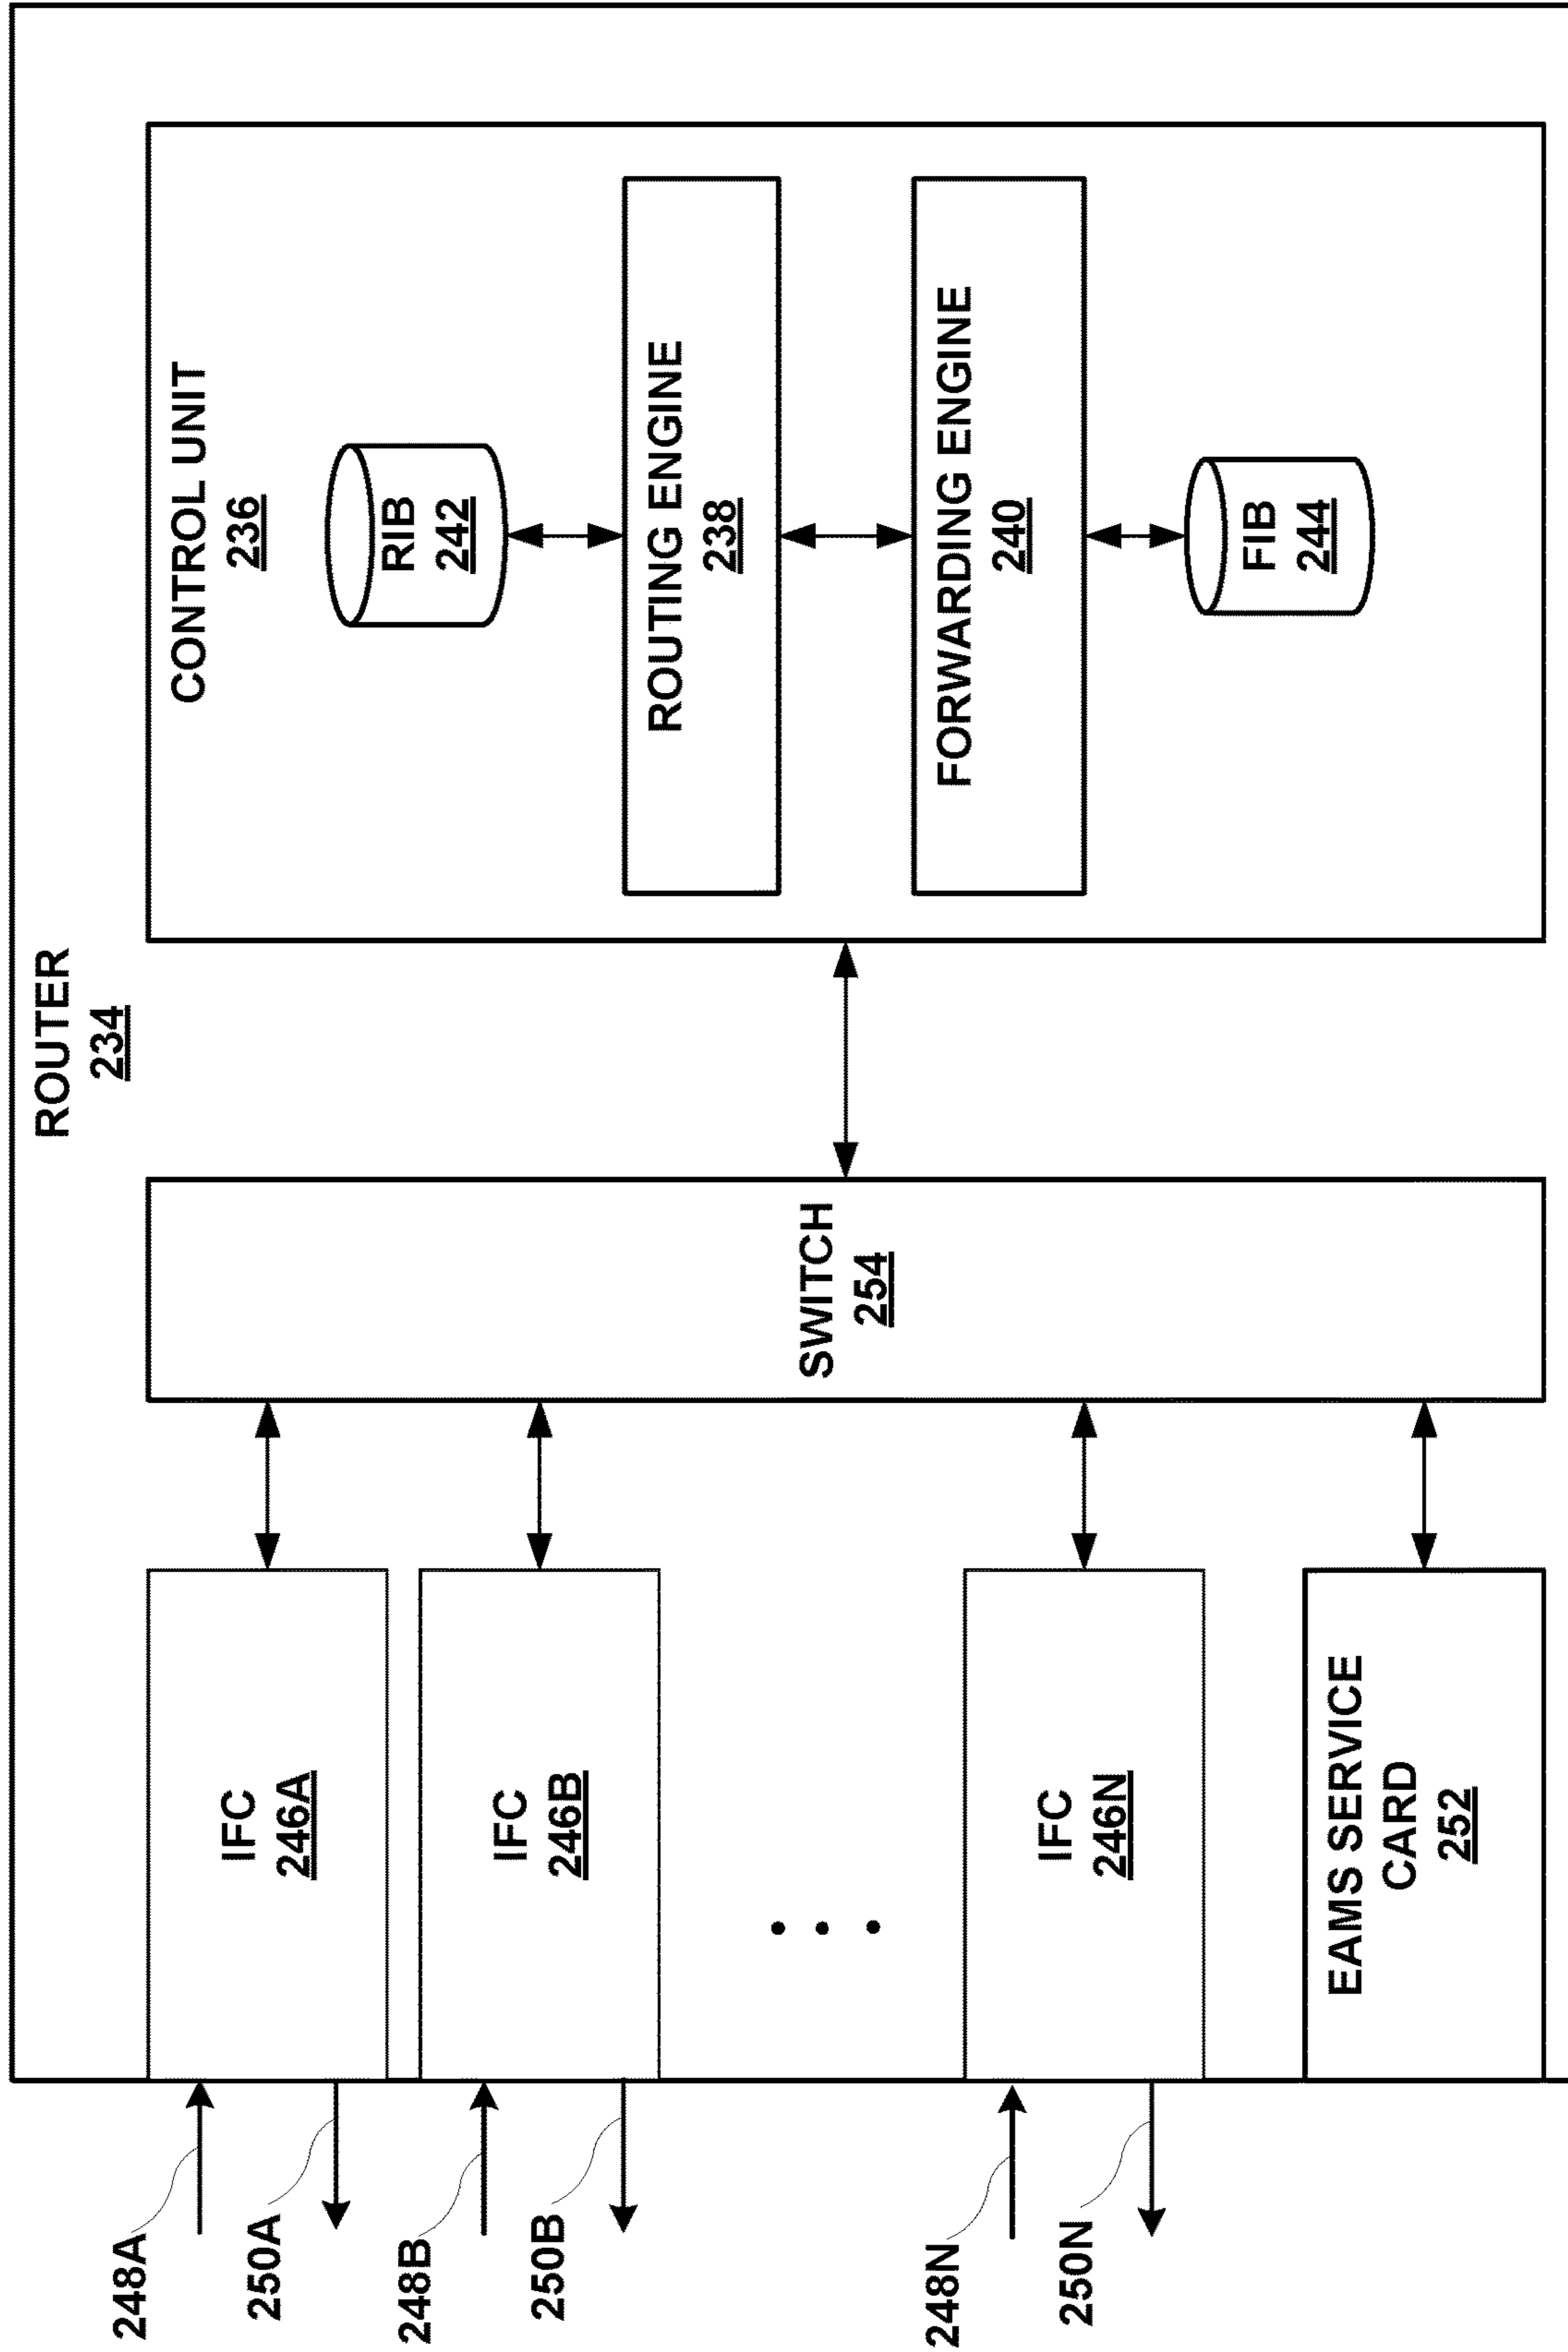 ROUTER
234
CONTROL UNIT
236
RIB
242
ROUTING ENGINE
238
FORWARDING ENGINE
240
FIB
244
SWITCH
254
IFC
246A
IFC
246B
IFC
246N
EAMS SERVICE
CARD
252
248A
250A
248B
250B
248N
250N